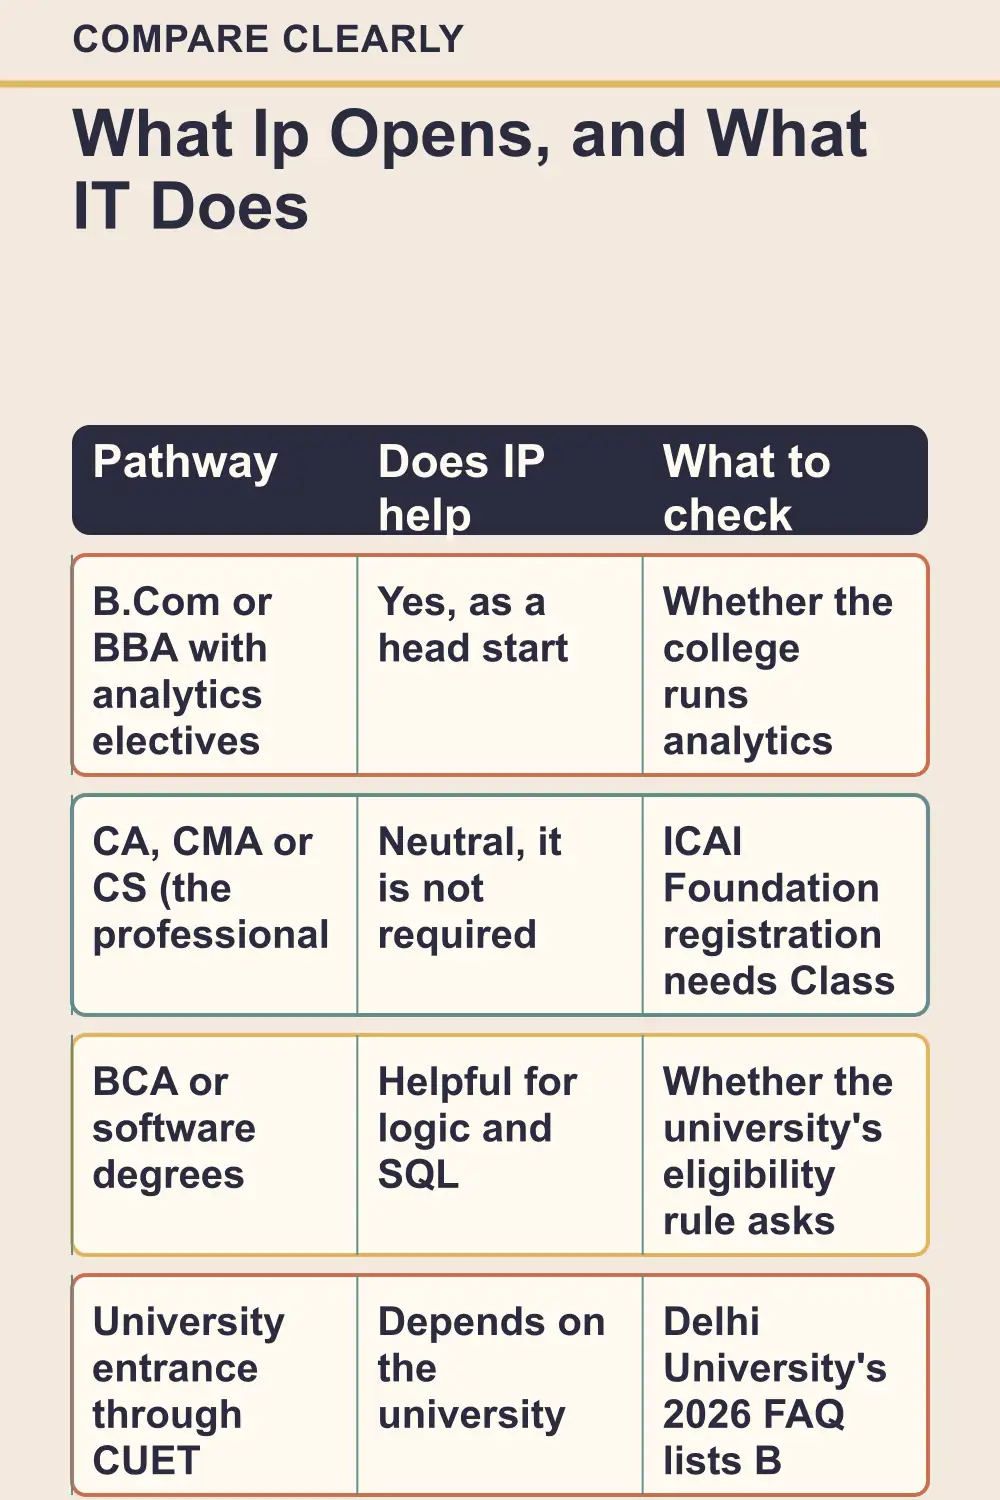 COMPARE CLEARLY
What Ip Opens, and What
IT Does
Pathway
Does IP
help
What to
check
B.Com or
BBA with
analytics
electives
Yes, as a
head start
Whether the
college
runs
analytics
CA, CMA or
CS (the
professional
Neutral, it
is not
required
ICAI
Foundation
registration
needs Class
BCA or
software
degrees
Helpful for
logic and
SQL
Whether the
university's
eligibility
rule asks
University
entrance
through
CUET
Depends on
the
university
Delhi
University's
2026 FAQ
lists B